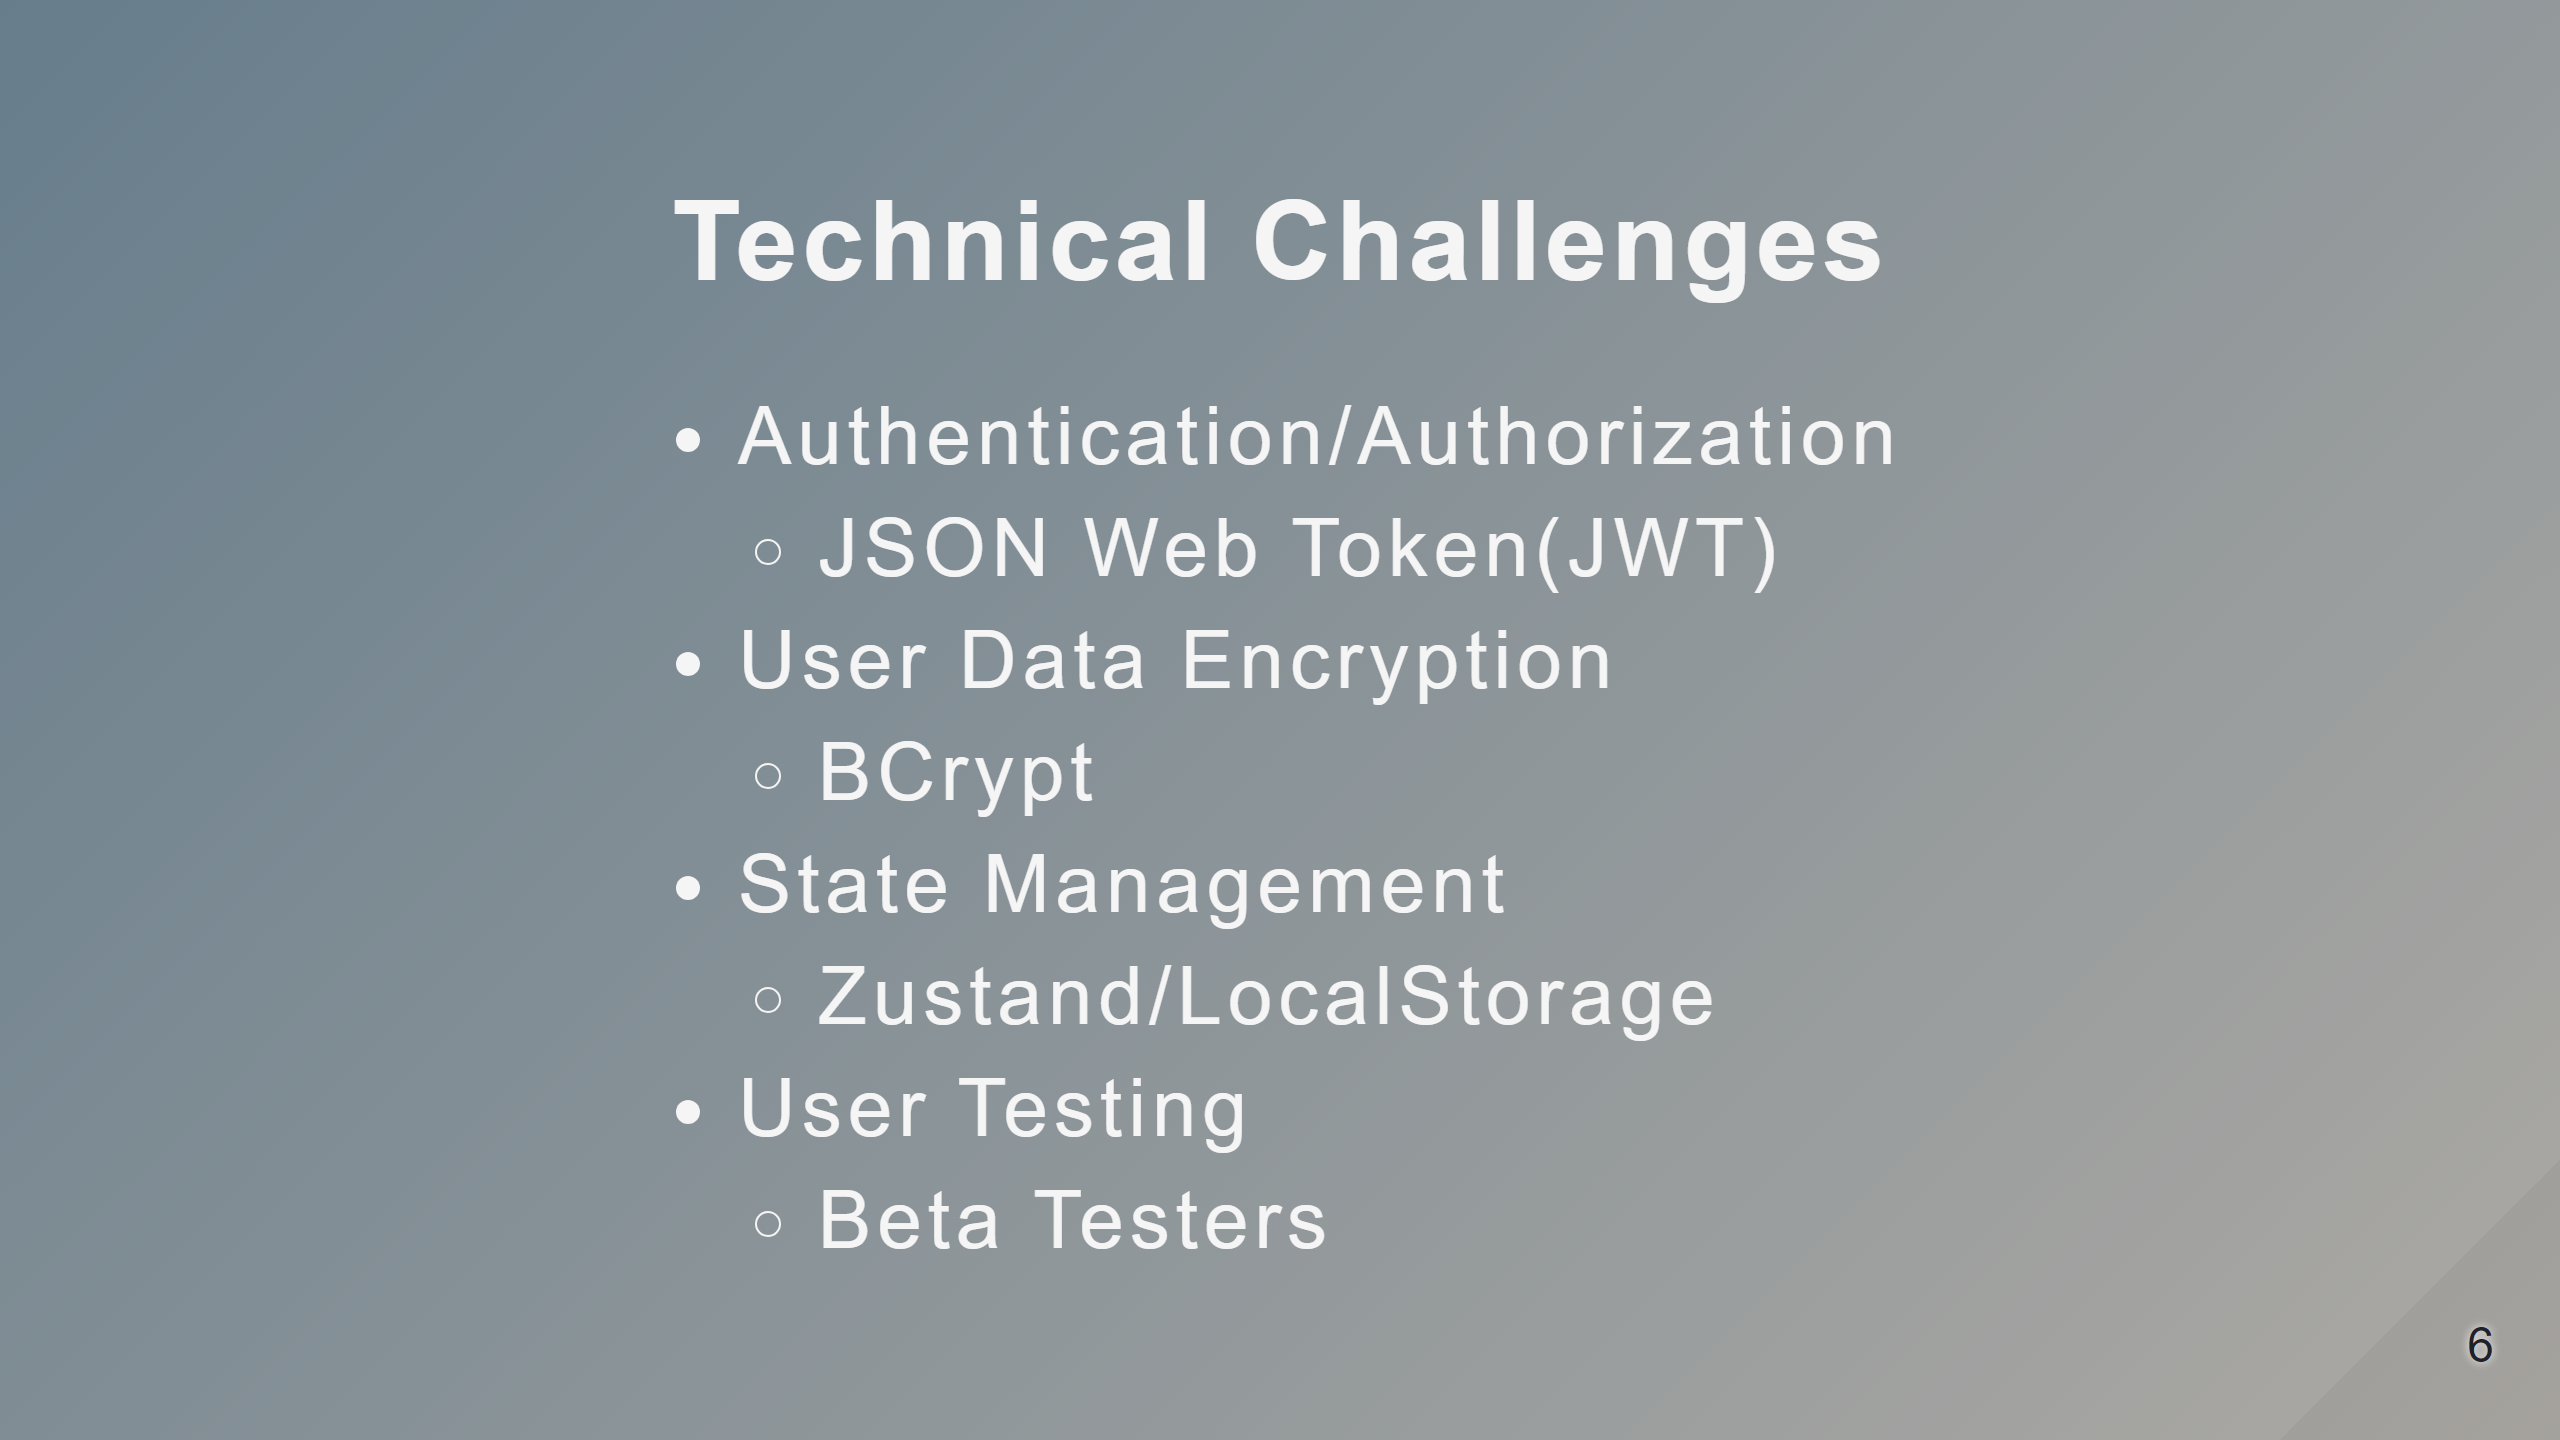 Technical Challenges
• Authentication/Authorization
○ JSON Web Token(JWT)
• User Data Encryption
○ BCrypt
• State Management
○ Zustand/LocalStorage
• User Testing
○ Beta Testers
6